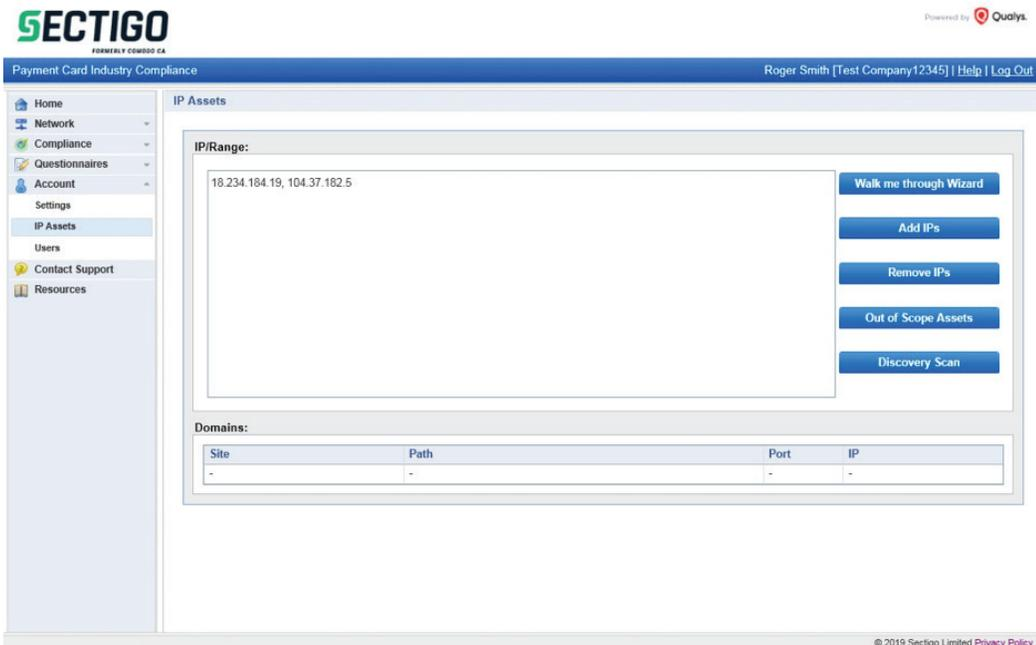 SECTIGO
FORMERLY COMODO CA
Powered by Qualys.
Payment Card Industry Compliance
Roger Smith [Test Company12345] | Help | Log Out
Home
Network
Compliance
Questionnaires
Account
Settings
IP Assets
Users
Contact Support
Resources
IP Assets
IP/Range:
18.234.184.19, 104.37.182.5
Walk me through Wizard
Add IPs
Remove IPs
Out of Scope Assets
Discovery Scan
Domains:
Site Path Port IP
- - - -
© 2019 Sectigo Limited Privacy Policy